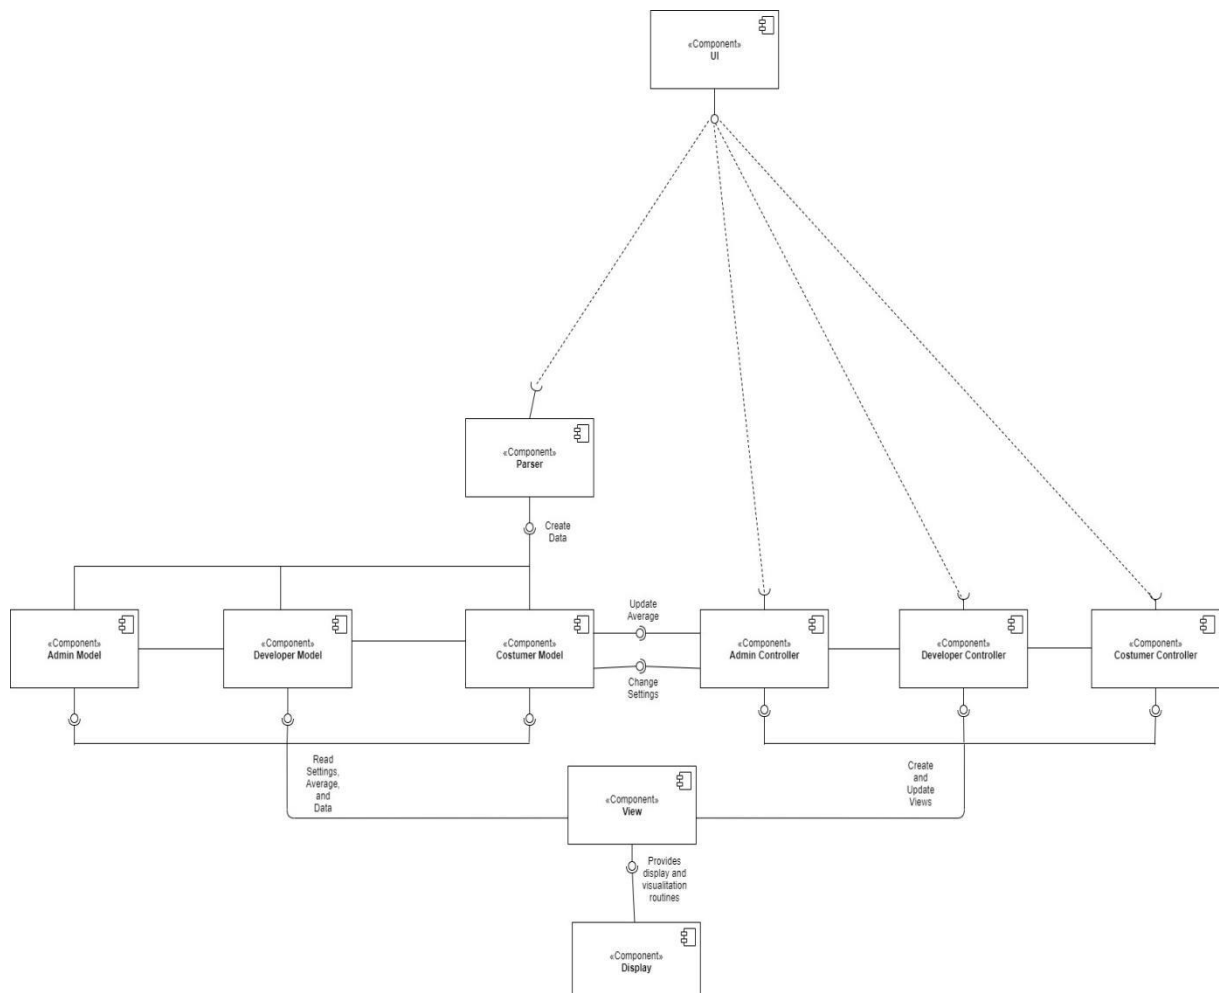 «Component»
UI
«Component»
Parser
Create
Data
«Component»
Admin Model
«Component»
Developer Model
«Component»
Costumer Model
Update
Average
Change
Settings
«Component»
Admin Controller
«Component»
Developer Controller
«Component»
Costumer Controller
Read
Settings,
Average,
and
Data
«Component»
View
Create
and
Update
Views
Provides
display and
visualitation
routines
«Component»
Display